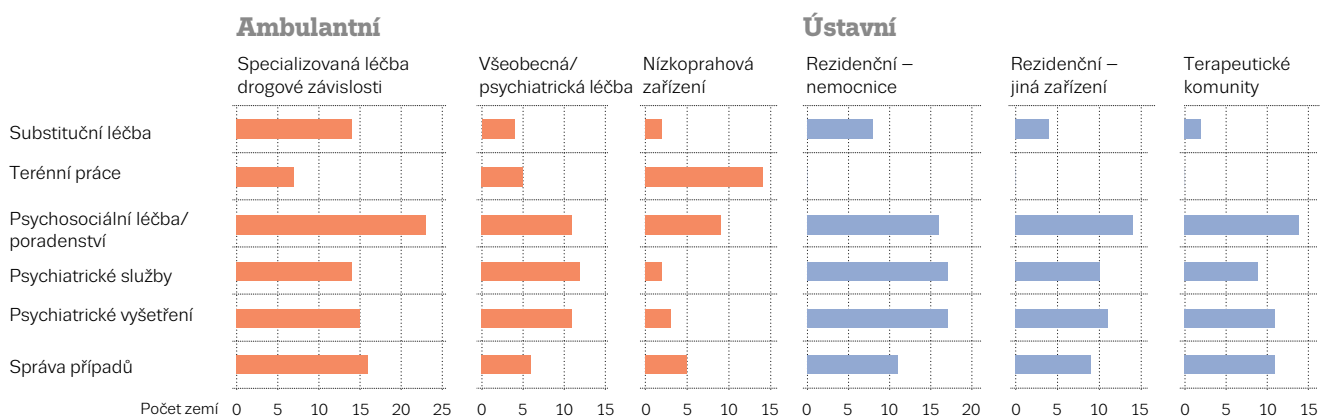 Ambulantní
Ústavní
Specializovaná léčba
drogové závislosti
Všeobecná/
psychiatrická léčba
Nízkoprahová
zařízení
Rezidenční –
nemocnice
Rezidenční –
jiná zařízení
Terapeutické
komunity
Substituční léčba
Terénní práce
Psychosociální léčba/
poradenství
Psychiatrické služby
Psychiatrické vyšetření
Správa případů
Počet zemí 0 5 10 15 20 25 0 5 10 15 0 5 10 15 0 5 10 15 20 0 5 10 15 0 5 10 15